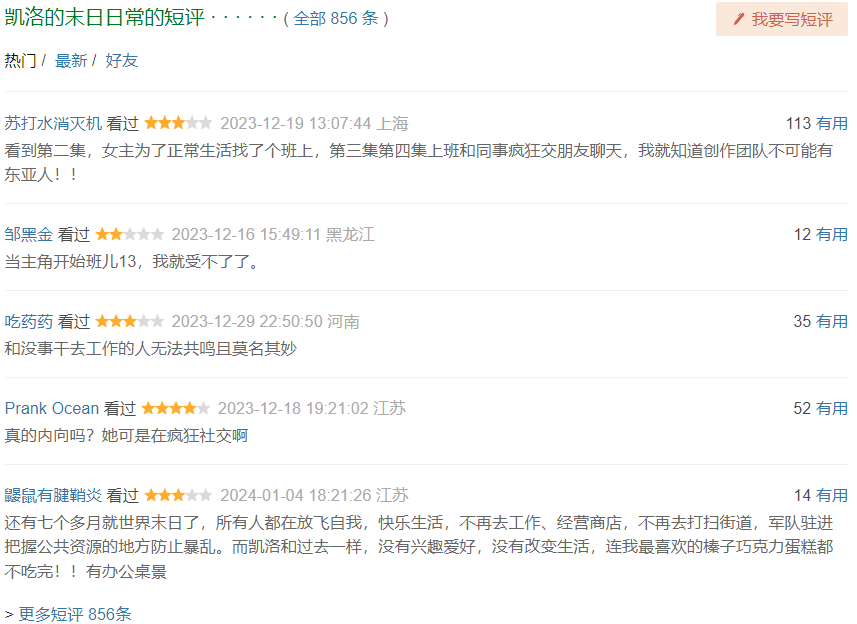 凯洛的末日日常的短评 · · · · · · ( 全部 856 条 )
我要写短评
热门 / 最新 / 好友
苏打水消灭机 看过 2023-12-19 13:07:44 上海
113 有用
看到第二集，女主为了正常生活找了个班上，第三集第四集上班和同事疯狂交朋友聊天，我就知道创作团队不可能有
东亚人！！
邹黑金 看过 2023-12-16 15:49:11 黑龙江
12 有用
当主角开始班儿13，我就受不了了。
吃药药 看过 2023-12-29 22:50:50 河南
35 有用
和没事干去工作的人无法共鸣且莫名其妙
Prank Ocean 看过 2023-12-18 19:21:02 江苏
52 有用
真的内向吗？她可是在疯狂社交啊
鼹鼠有腱鞘炎 看过 2024-01-04 18:21:26 江苏
14 有用
还有七个多月就世界末日了，所有人都在放飞自我，快乐生活，不再去工作、经营商店，不再去打扫街道，军队驻进
把握公共资源的地方防止暴乱。而凯洛和过去一样，没有兴趣爱好，没有改变生活，连我最喜欢的榛子巧克力蛋糕都
不吃完！！有办公桌景
> 更多短评 856条